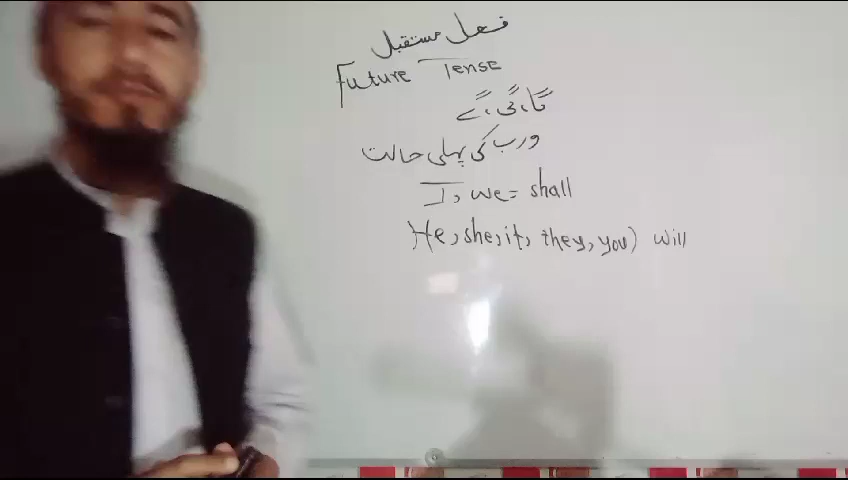 فعل مستقبل
Future Tense
گا، گی، گے
ورب کی پہلی حالت
I, we = shall
He, she, it, they, you) will